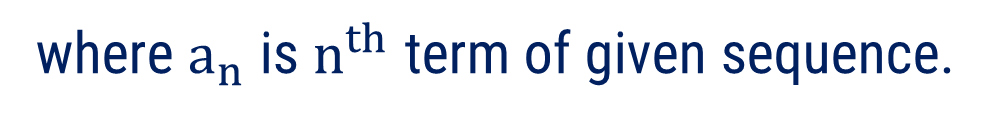 where aₙ is nᵗʰ term of given sequence.